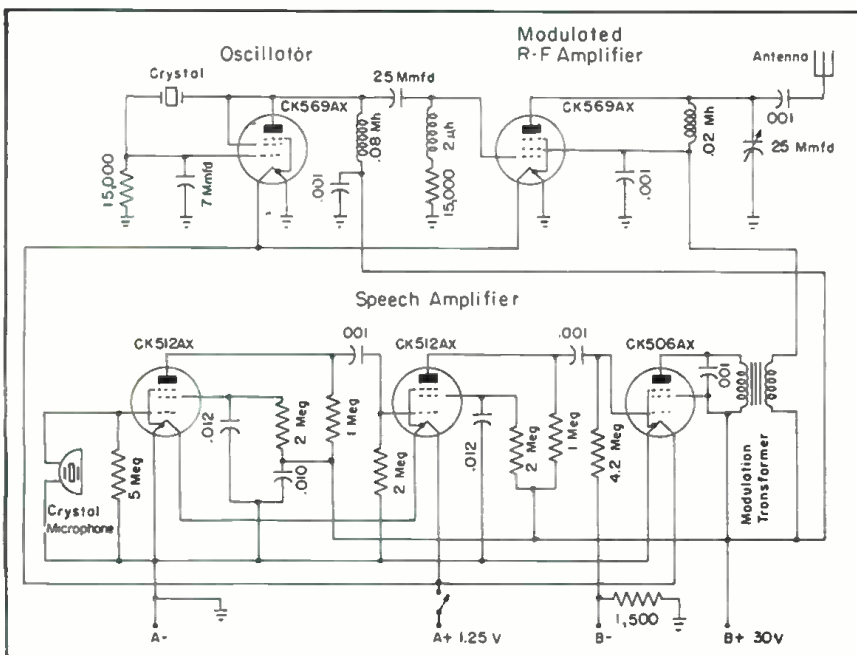 Oscillator
Modulated
R-F Amplifier
Crystal
25 Mmfd
Antenna
CK569AX
CK569AX
.001
15,000
7 Mmfd
.08 Mh
.001
2 μh
15,000
.001
.02 Mh
25 Mmfd
Speech Amplifier
CK512AX
.001
CK512AX
.001
CK506AX
.001
.012
2 Meg
1 Meg
.012
2 Meg
1 Meg
4.2 Meg
5 Meg
.010
2 Meg
Modulation
Transformer
Crystal
Microphone
1,500
A-
A+ 1.25 V
B-
B+ 30V